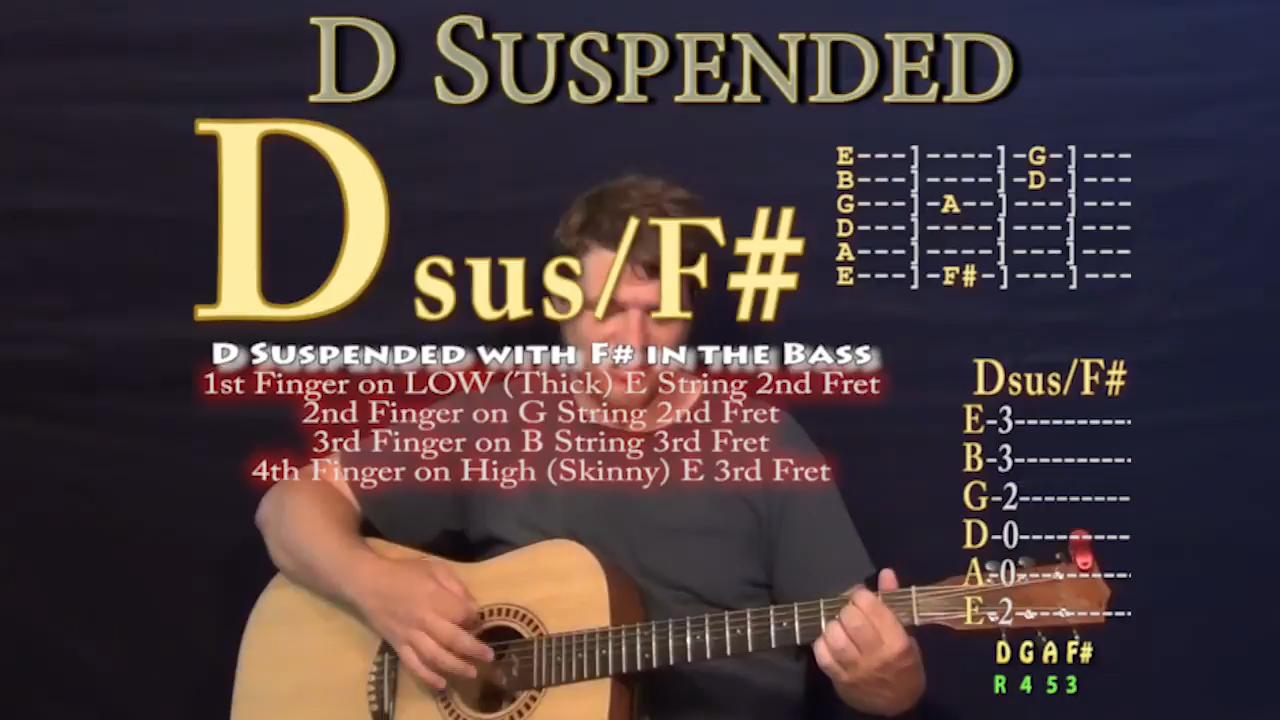 D SUSPENDED
Dsus/F#
D SUSPENDED WITH F# IN THE BASS
1st Finger on LOW (Thick) E String 2nd Fret
2nd Finger on G String 2nd Fret
3rd Finger on B String 3rd Fret
4th Finger on High (Skinny) E 3rd Fret
E---]----]-G-]---
B---]----]-D-]---
G---]-A--]---]---
D---]----]---]---
A---]----]---]---
E---]-F#-]---]---
Dsus/F#
E-3----------
B-3----------
G-2---------
D-0---------
A-0---------
E-2---------
D G A F#
R 4 5 3